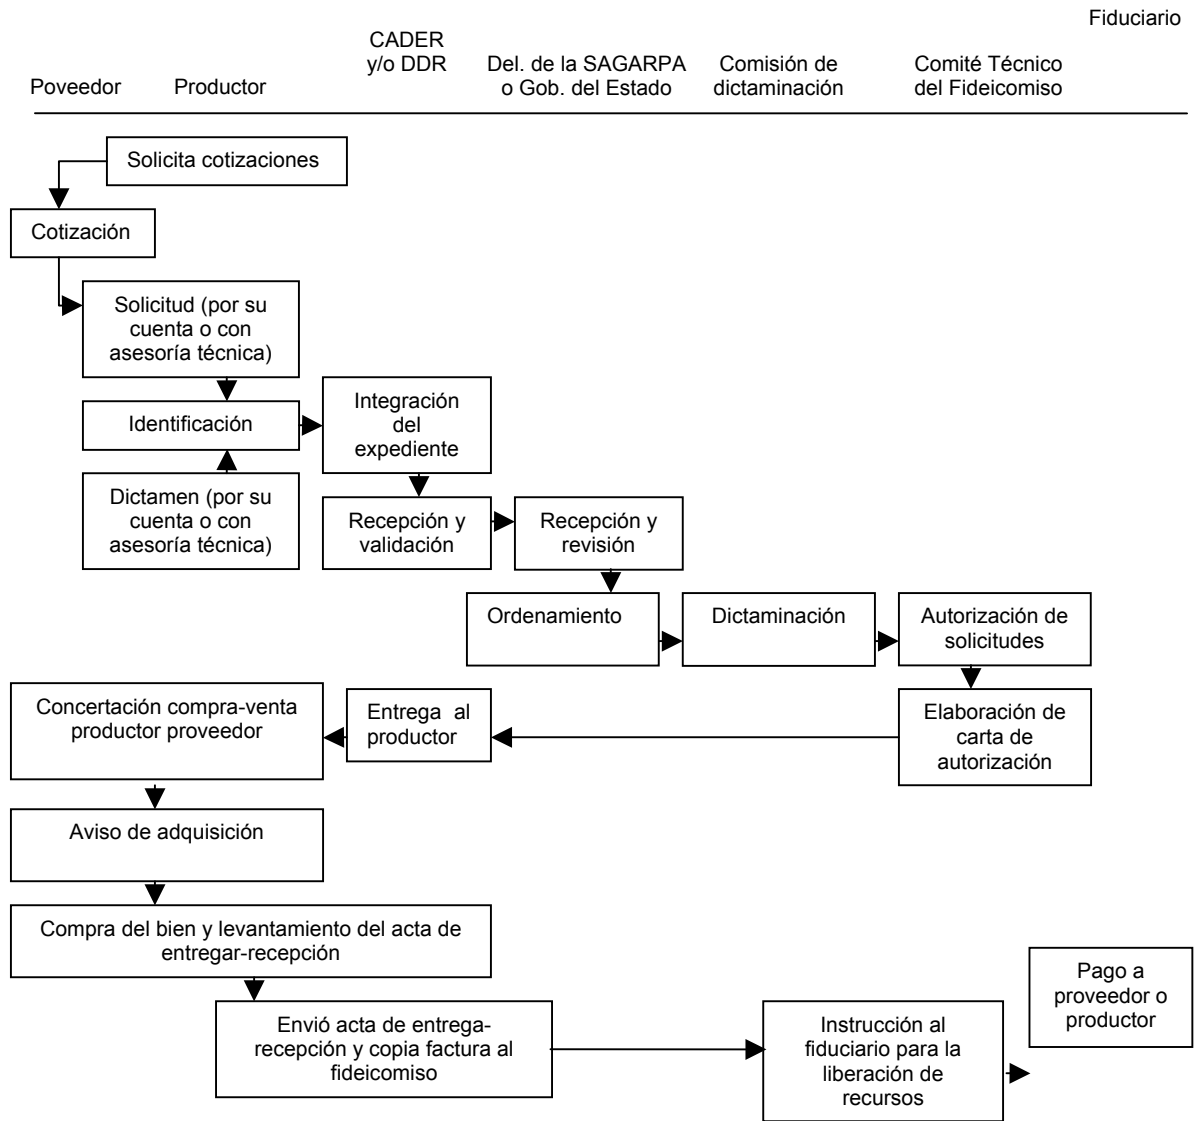 Fiduciario
CADER
y/o DDR
Del. de la SAGARPA
o Gob. del Estado
Comisión de
dictaminación
Comité Técnico
del Fideicomiso
Poveedor
Productor
Solicita cotizaciones
Cotización
Solicitud (por su
cuenta o con
asesoría técnica)
Identificación
Integración
del
expediente
Dictamen (por su
cuenta o con
asesoría técnica)
Recepción y
validación
Recepción y
revisión
Ordenamiento
Dictaminación
Autorización de
solicitudes
Concertación compra-venta
productor proveedor
Entrega al
productor
Elaboración de
carta de
autorización
Aviso de adquisición
Compra del bien y levantamiento del acta de
entregar-recepción
Pago a
proveedor o
productor
Envió acta de entrega-
recepción y copia factura al
fideicomiso
Instrucción al
fiduciario para la
liberación de
recursos